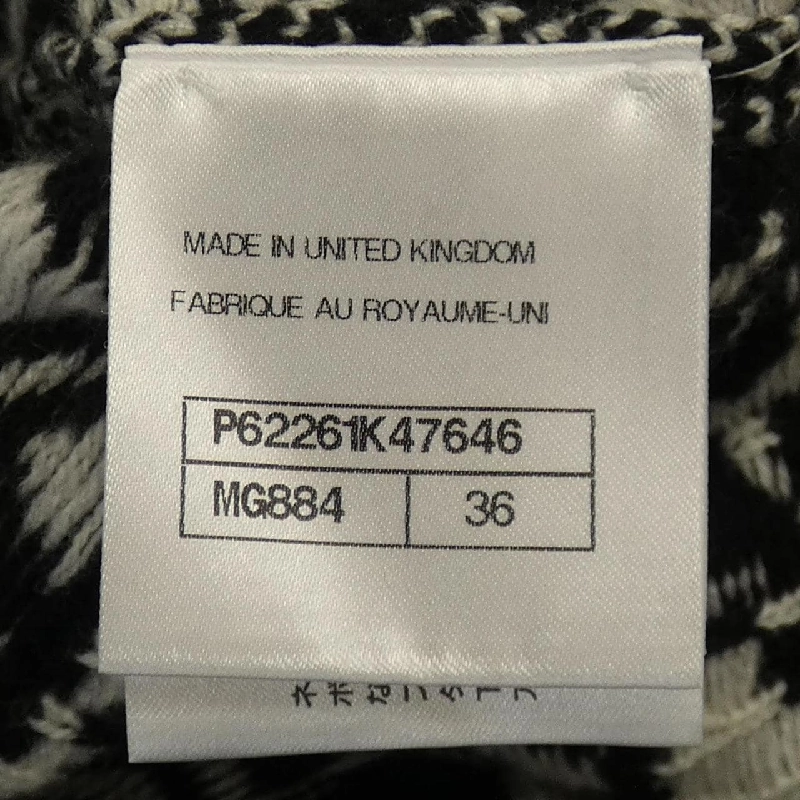 MADE IN UNITED KINGDOM
FABRIQUE AU ROYAUME-UNI
P62261K47646
MG884 36